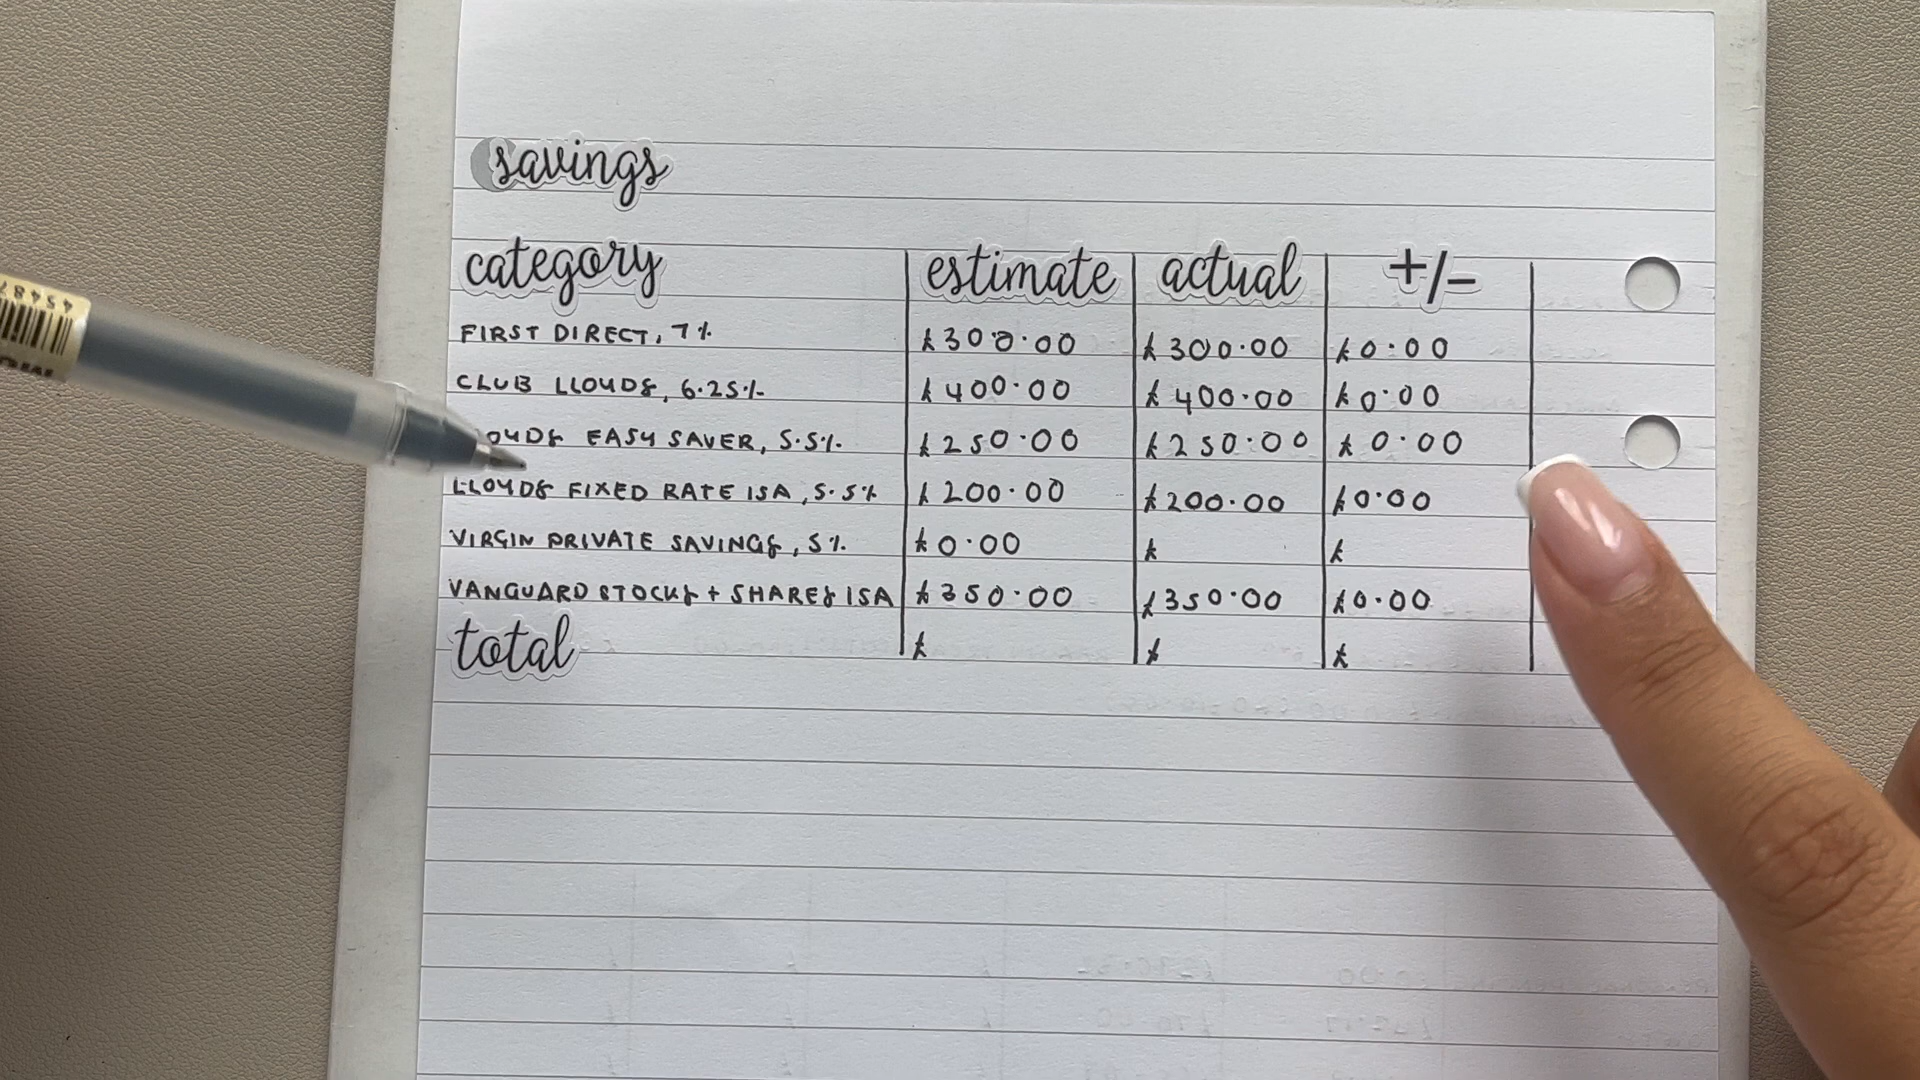 savings
category estimate actual +/-
FIRST DIRECT, 7% £300.00 £300.00 £0.00
CLUB LLOYDS, 6.25% £400.00 £400.00 £0.00
OYDS EASY SAVER, 5.5% £250.00 £250.00 £0.00
LLOYDS FIXED RATE ISA, 5.5% £200.00 £200.00 £0.00
VIRGIN PRIVATE SAVINGS, 5% £0.00 £ £
VANGUARD STOCKS + SHARES ISA £350.00 £350.00 £0.00
total £ £ £